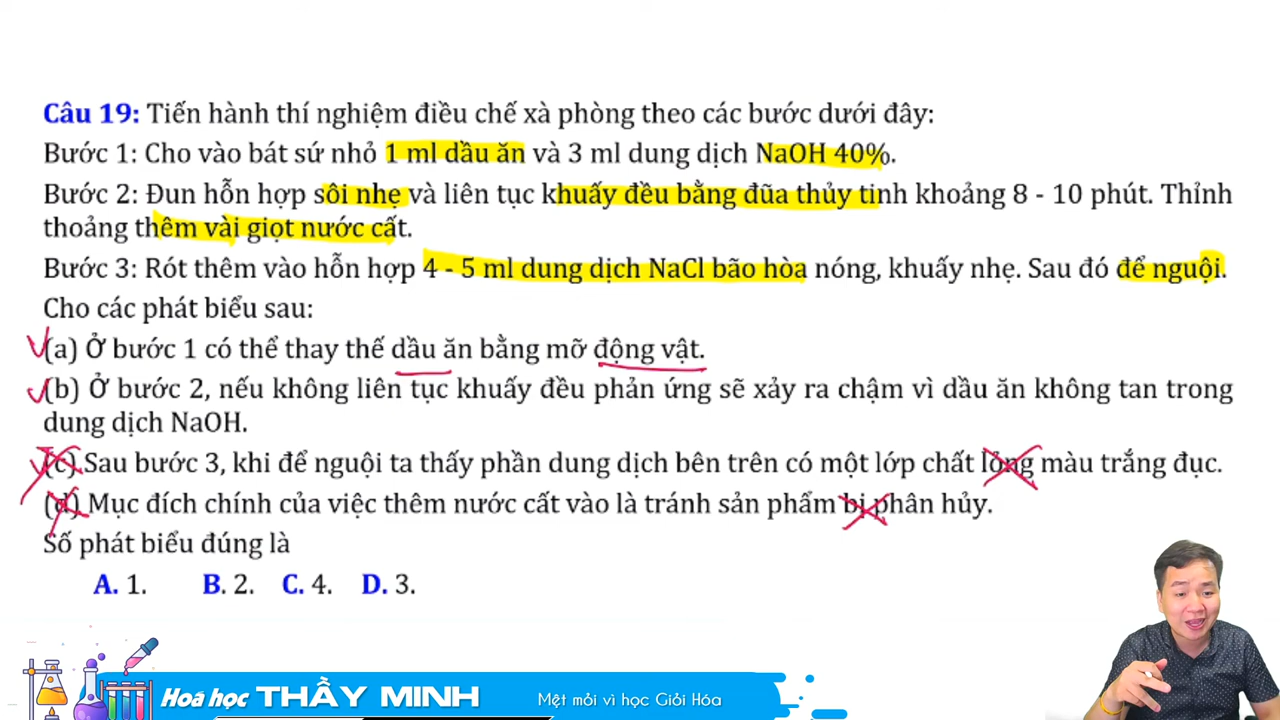 Câu 19: Tiến hành thí nghiệm điều chế xà phòng theo các bước dưới đây:
Bước 1: Cho vào bát sứ nhỏ 1 ml dầu ăn và 3 ml dung dịch NaOH 40%.
Bước 2: Đun hỗn hợp sôi nhẹ và liên tục khuấy đều bằng đũa thủy tinh khoảng 8 - 10 phút. Thỉnh
thoảng thêm vài giọt nước cất.
Bước 3: Rót thêm vào hỗn hợp 4 - 5 ml dung dịch NaCl bão hòa nóng, khuấy nhẹ. Sau đó để nguội.
Cho các phát biểu sau:
(a) Ở bước 1 có thể thay thế dầu ăn bằng mỡ động vật.
(b) Ở bước 2, nếu không liên tục khuấy đều phản ứng sẽ xảy ra chậm vì dầu ăn không tan trong
dung dịch NaOH.
(c) Sau bước 3, khi để nguội ta thấy phần dung dịch bên trên có một lớp chất lỏng màu trắng đục.
(d) Mục đích chính của việc thêm nước cất vào là tránh sản phẩm bị phân hủy.
Số phát biểu đúng là
A. 1. B. 2. C. 4. D. 3.
Hoá học THẦY MINH Mệt mỏi vì học Giỏi Hóa